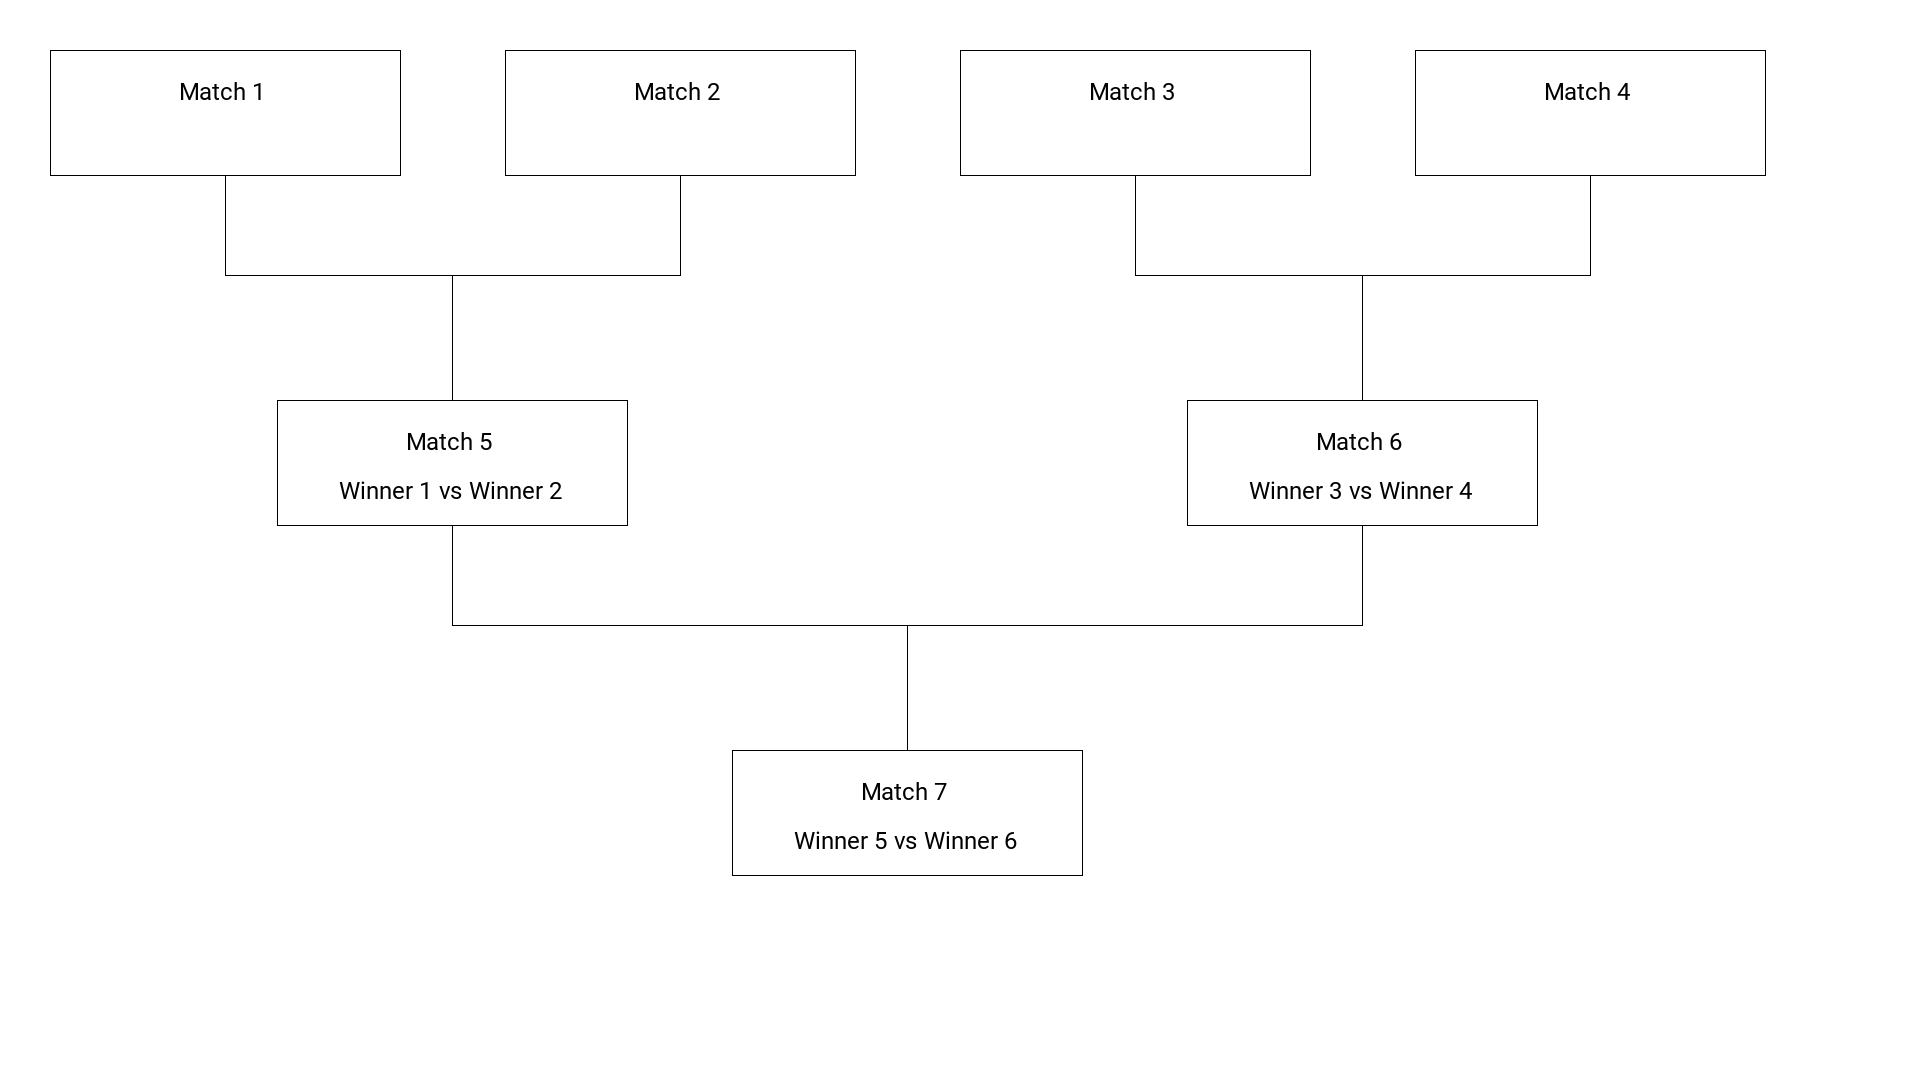 Match 1
Match 2
Match 3
Match 4
Match 5
Winner 1 vs Winner 2
Match 6
Winner 3 vs Winner 4
Match 7
Winner 5 vs Winner 6